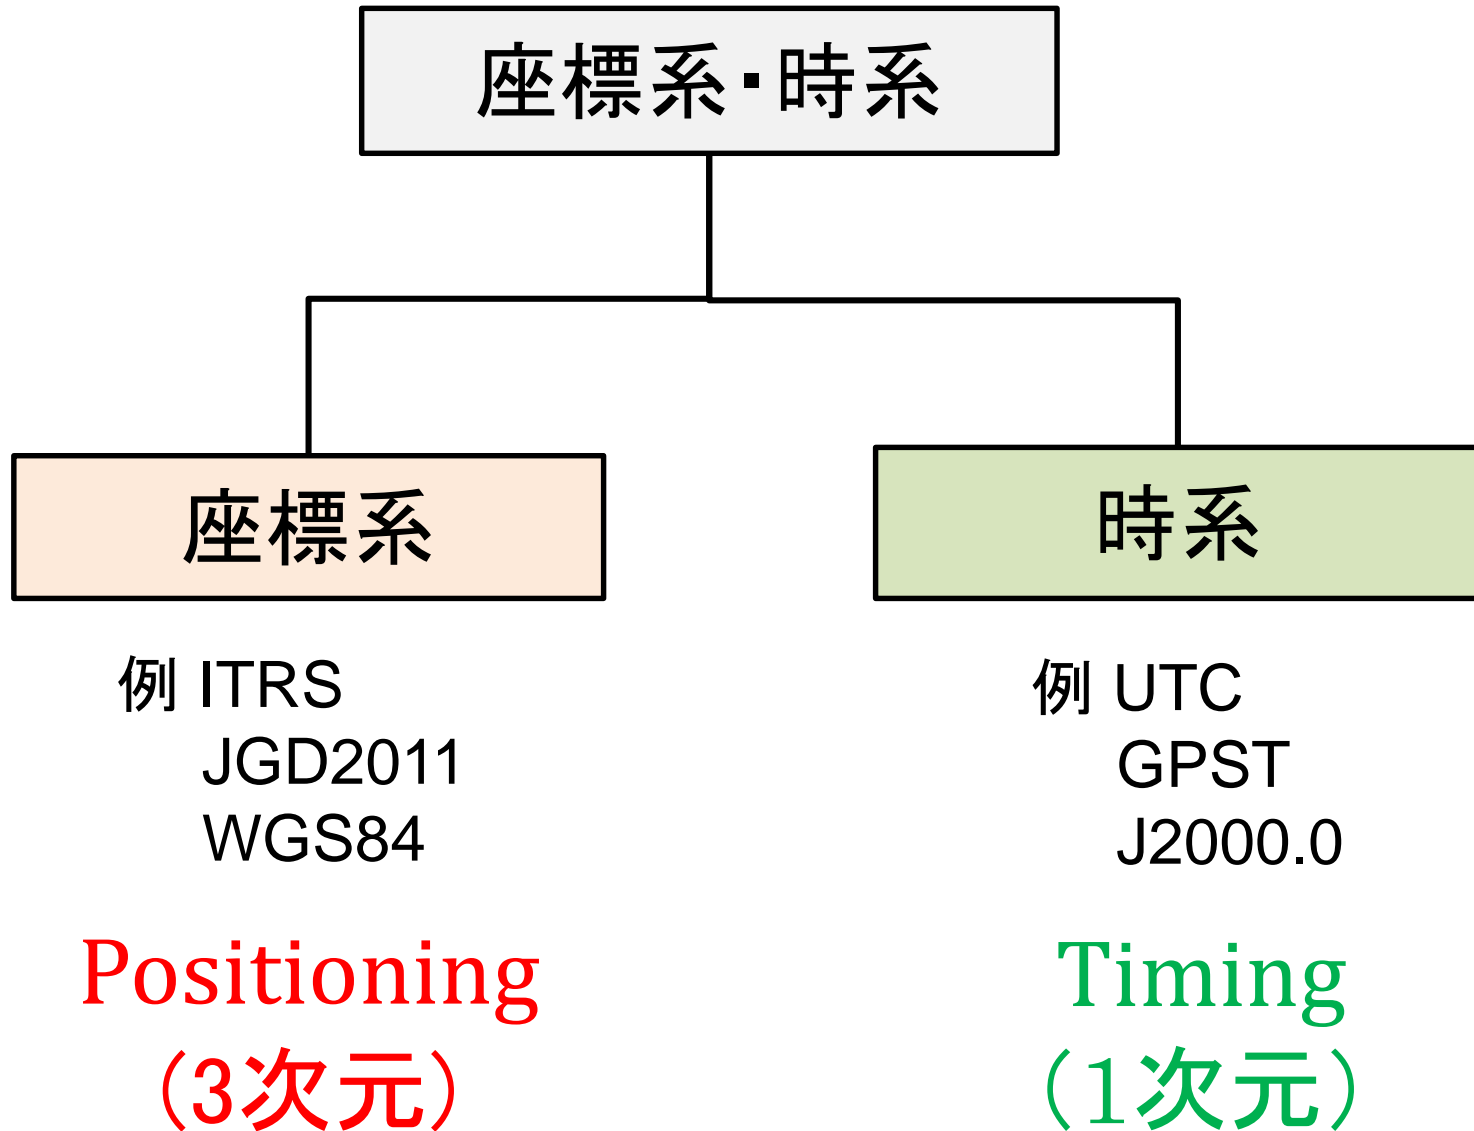 座標系・時系
座標系
時系
例 ITRS
JGD2011
WGS84
例 UTC
GPST
J2000.0
Positioning
(3次元)
Timing
(1次元)